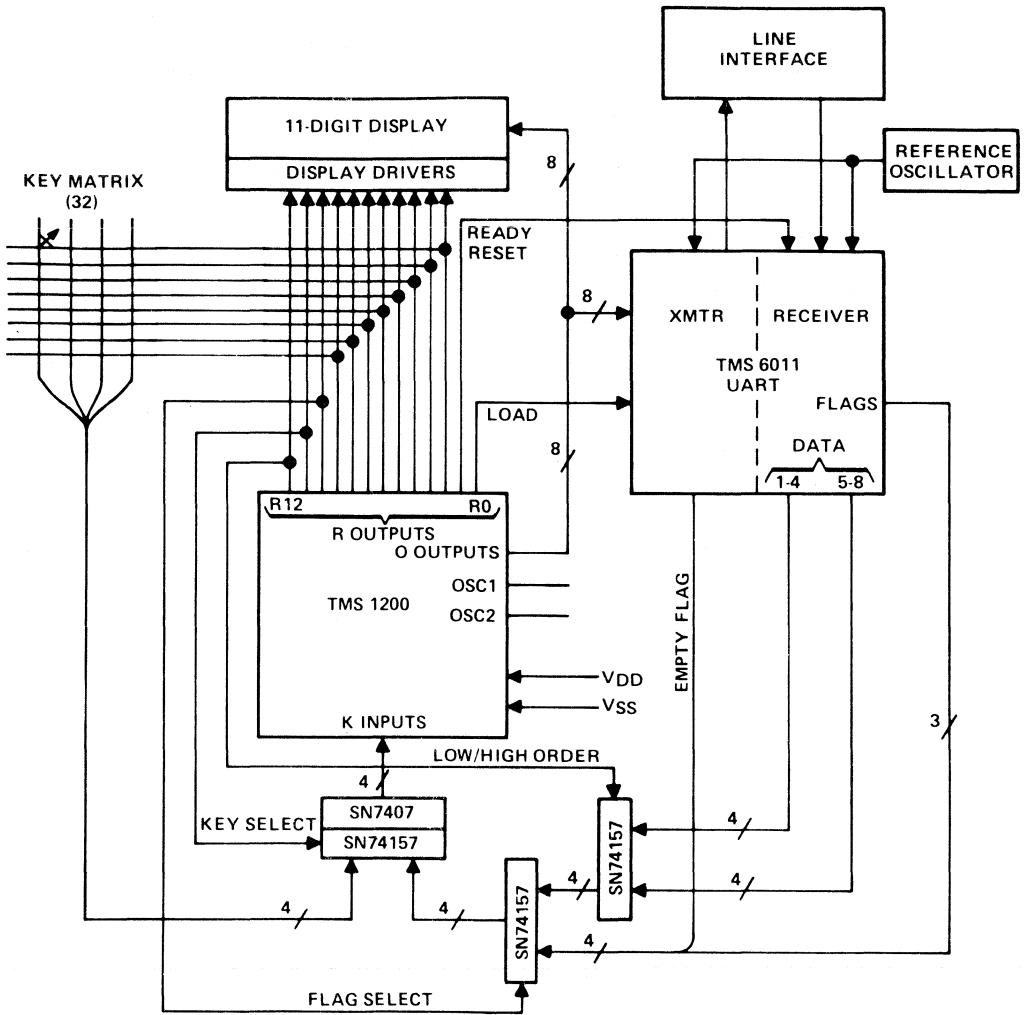 LINE
INTERFACE
11-DIGIT DISPLAY
DISPLAY DRIVERS
8
REFERENCE
OSCILLATOR
KEY MATRIX
(32)
READY
RESET
8
XMTR
RECEIVER
TMS 6011
UART
FLAGS
LOAD
8
DATA
1-4
5-8
R12
R0
R OUTPUTS
O OUTPUTS
OSC1
OSC2
TMS 1200
VDD
VSS
K INPUTS
EMPTY FLAG
3
LOW/HIGH ORDER
4
SN7407
SN74157
KEY SELECT
SN74157
4
4
4
SN74157
4
4
4
FLAG SELECT